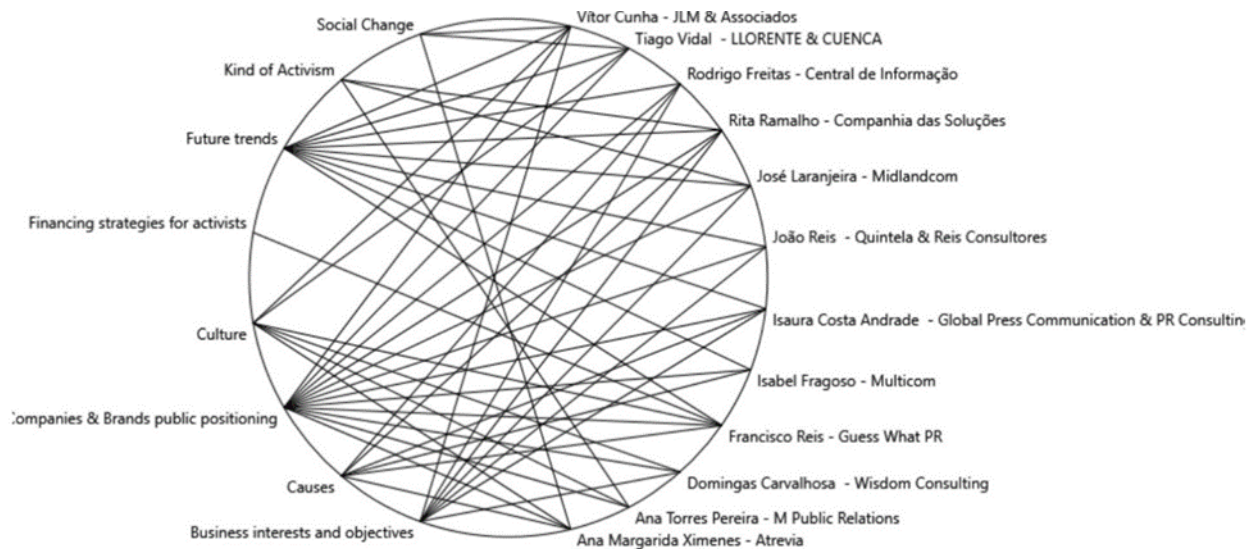 Social Change
Kind of Activism
Future trends
Financing strategies for activists
Culture
Companies & Brands public positioning
Causes
Business interests and objectives
Vítor Cunha - JLM & Associados
Tiago Vidal - LLORENTE & CUENCA
Rodrigo Freitas - Central de Informação
Rita Ramalho - Companhia das Soluções
José Laranjeira - Midlandcom
João Reis - Quintela & Reis Consultores
Isaura Costa Andrade - Global Press Communication & PR Consulting
Isabel Fragoso - Multicom
Francisco Reis - Guess What PR
Domingas Carvalhosa - Wisdom Consulting
Ana Torres Pereira - M Public Relations
Ana Margarida Ximenes - Atrevia